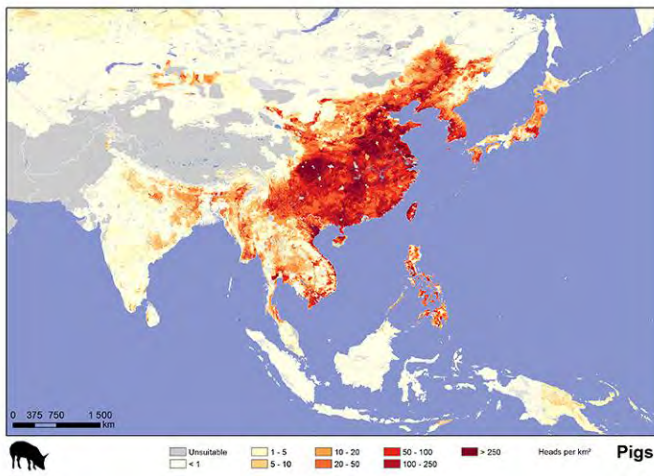 0 375 750 1 500
km
Unsuitable 1 - 5 10 - 20 50 - 100 > 250 Heads per km² Pigs
< 1 5 - 10 20 - 50 100 - 250